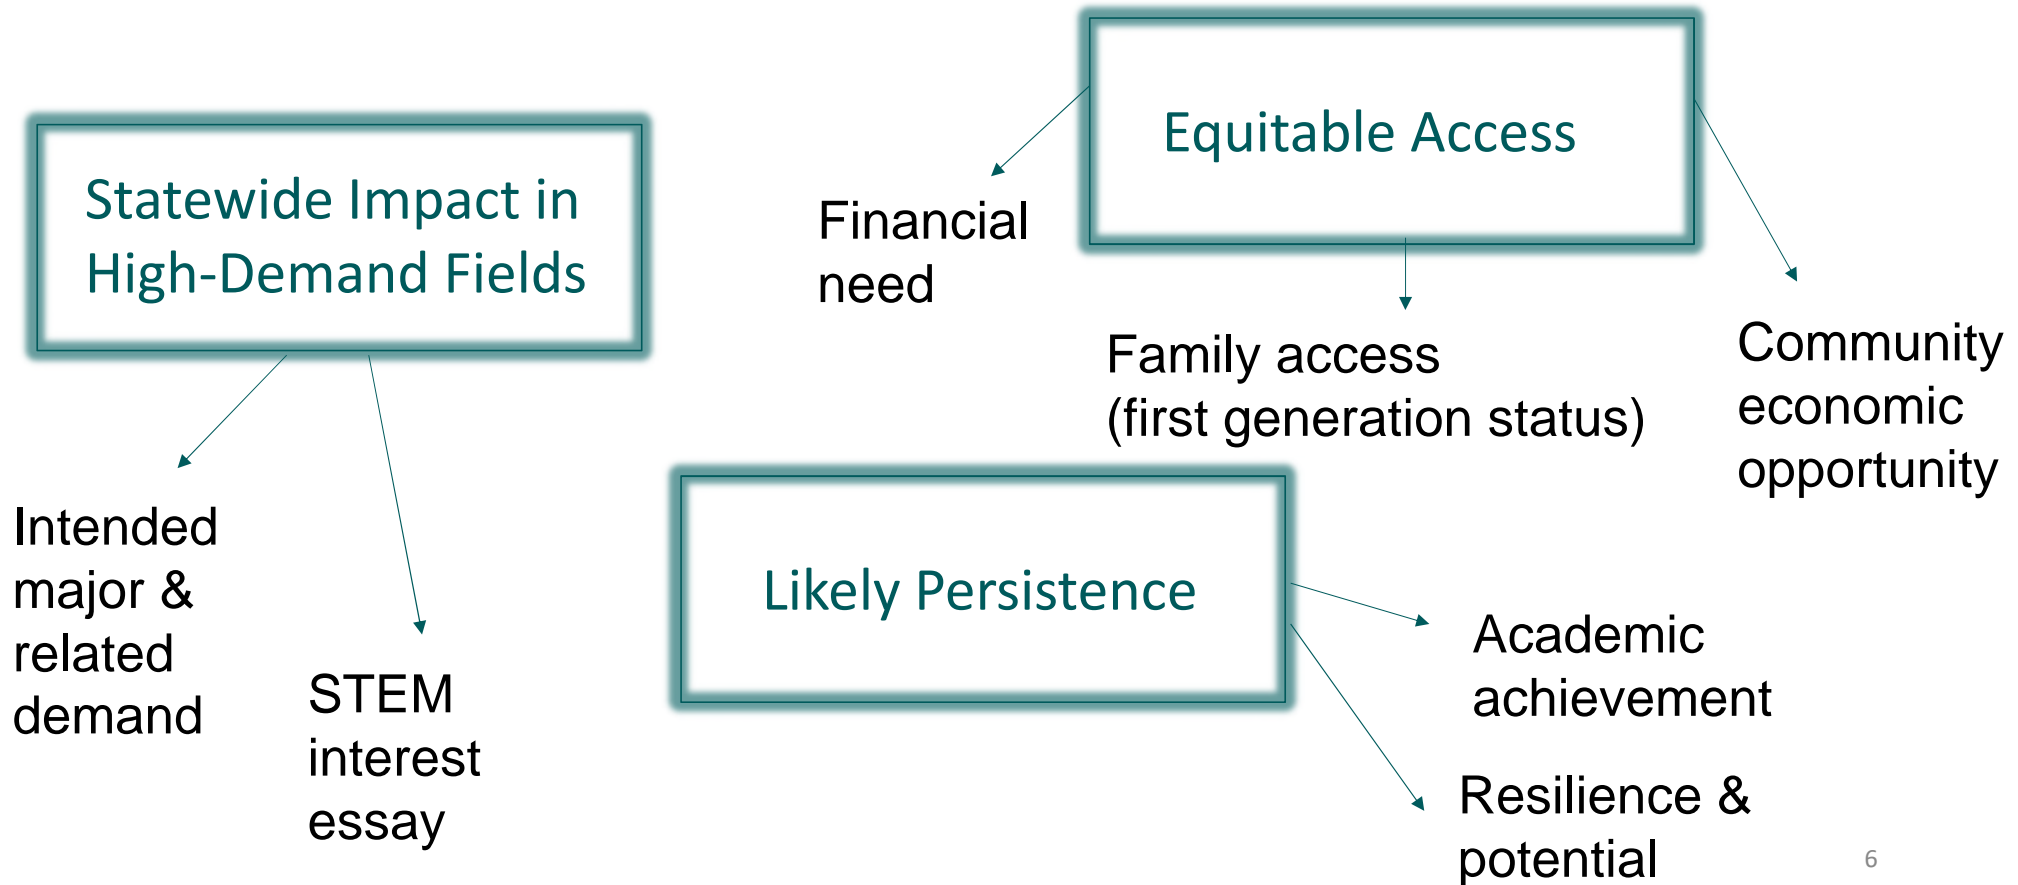 Statewide Impact in
High-Demand Fields
Intended
major &
related
demand
STEM
interest
essay
Equitable Access
Financial
need
Family access
(first generation status)
Community
economic
opportunity
Likely Persistence
Academic
achievement
Resilience &
potential
6